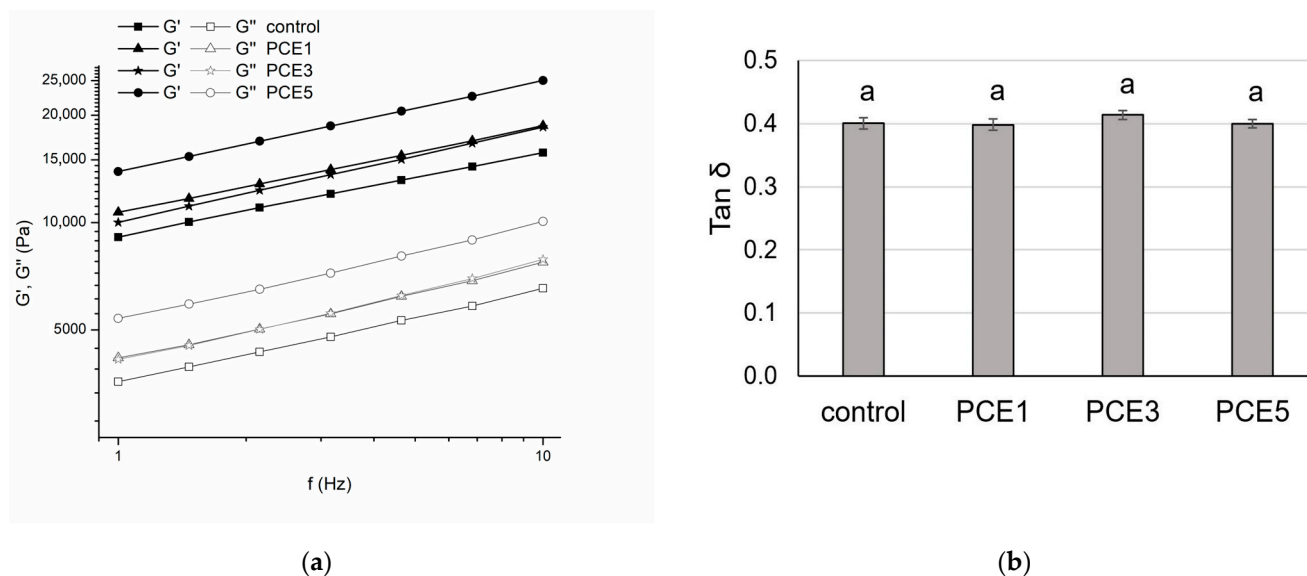 G' G" control
G' G" PCE1
G' G" PCE3
G' G" PCE5
25,000
20,000
15,000
10,000
5000
G', G" (Pa)
1 10
f (Hz)
(a)
0.5
0.4
0.3
0.2
0.1
0.0
Tan δ
a a a a
control PCE1 PCE3 PCE5
(b)